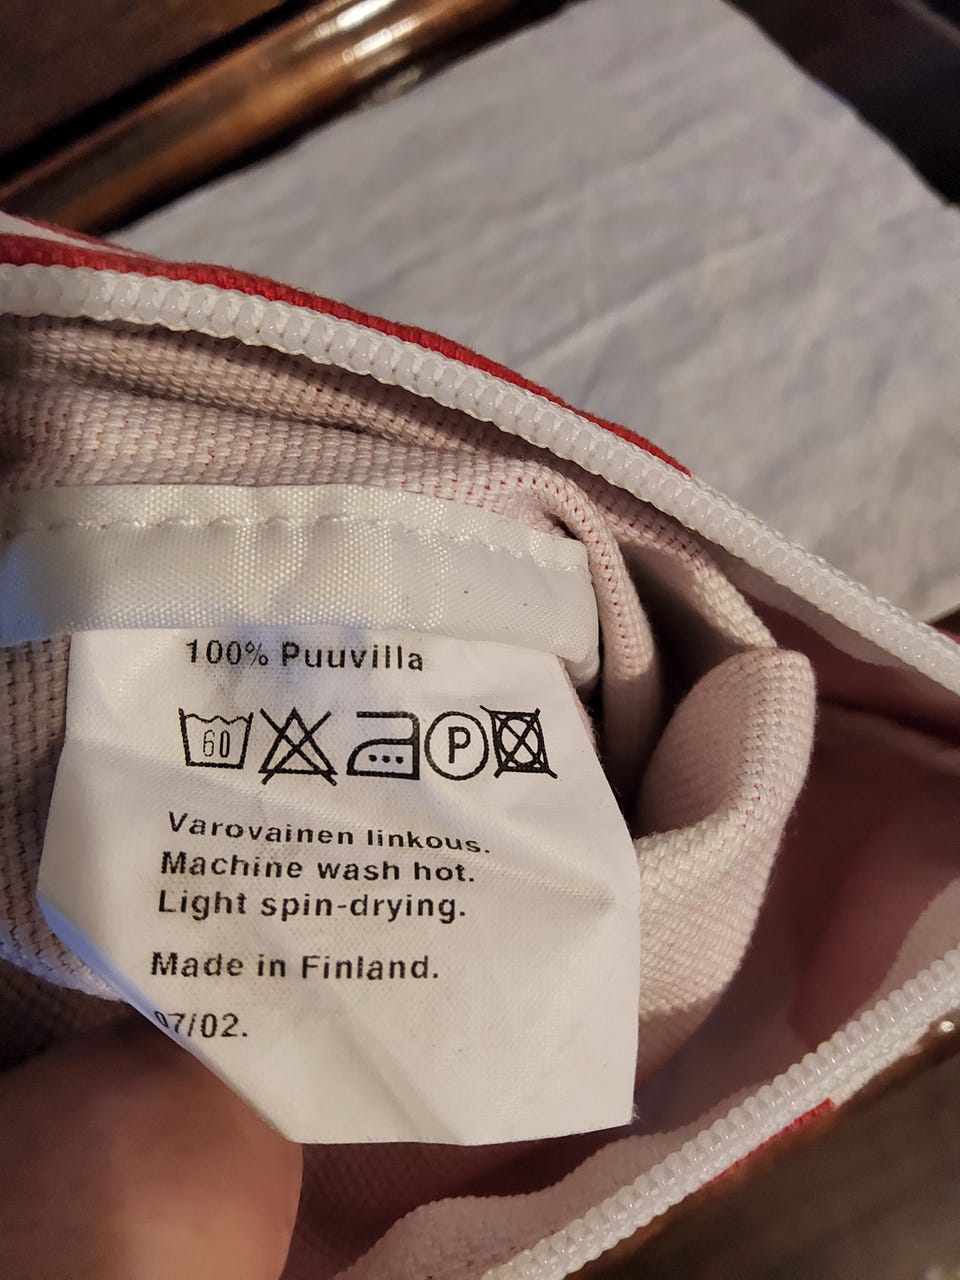 100% Puuvilla
60 P
Varovainen linkous.
Machine wash hot.
Light spin-drying.
Made in Finland.
07/02.